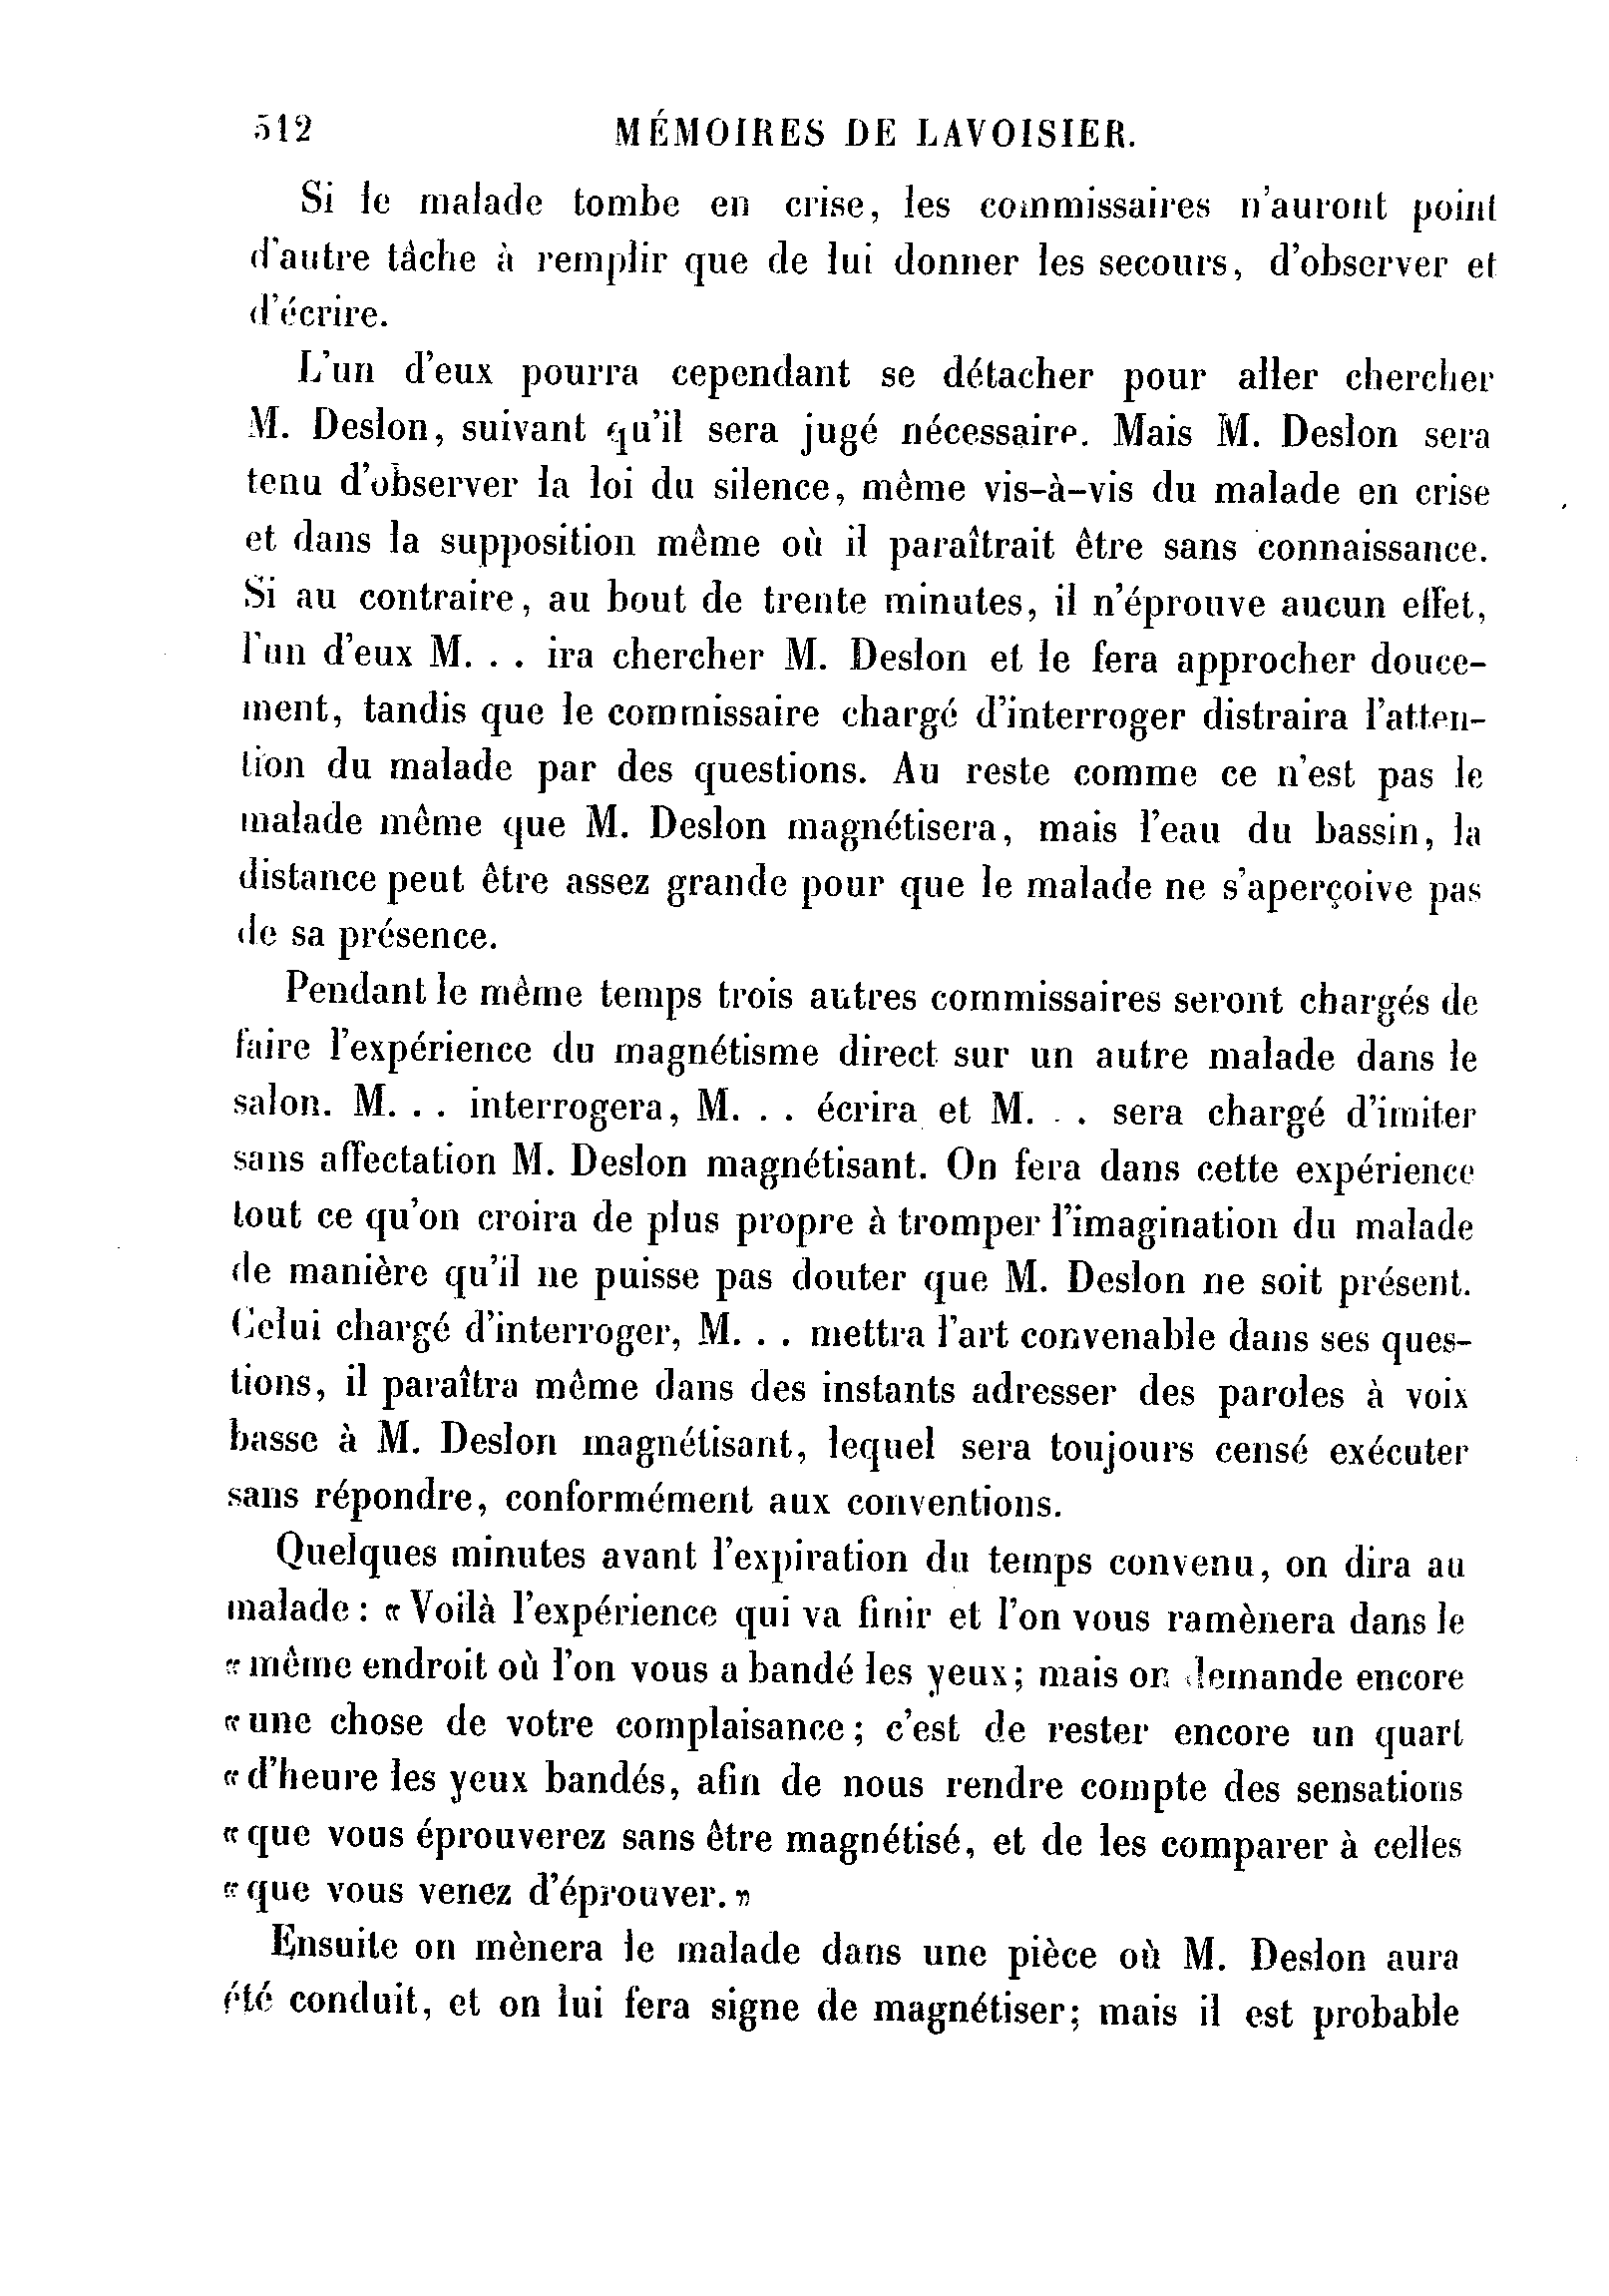 512 MÉMOIRES DE LAVOISIER.
Si le malade tombe en crise, les commissaires n'auront point
d'autre tâche à remplir que de lui donner les secours, d'observer et
d'écrire.
L'un d'eux pourra cependant se détacher pour aller chercher
M. Deslon, suivant qu'il sera jugé nécessaire. Mais M. Deslon sera
tenu d'observer la loi du silence, même vis-à-vis du malade en crise
et dans la supposition même où il paraîtrait être sans connaissance.
Si au contraire, au bout de trente minutes, il n'éprouve aucun effet,
l'un d'eux M. . . ira chercher M. Deslon et le fera approcher douce-
ment, tandis que le commissaire chargé d'interroger distraira l'atten-
tion du malade par des questions. Au reste comme ce n'est pas le
malade même que M. Deslon magnétisera, mais l'eau du bassin, la
distance peut être assez grande pour que le malade ne s'aperçoive pas
de sa présence.
Pendant le même temps trois autres commissaires seront chargés de
faire l'expérience du magnétisme direct sur un autre malade dans le
salon. M. . . interrogera, M. . . écrira et M. . . sera chargé d'imiter
sans affectation M. Deslon magnétisant. On fera dans cette expérience
tout ce qu'on croira de plus propre à tromper l'imagination du malade
de manière qu'il ne puisse pas douter que M. Deslon ne soit présent.
Celui chargé d'interroger, M. . . mettra l'art convenable dans ses ques-
tions, il paraîtra même dans des instants adresser des paroles à voix
basse à M. Deslon magnétisant, lequel sera toujours censé exécuter
sans répondre, conformément aux conventions.
Quelques minutes avant l'expiration du temps convenu, on dira au
malade : « Voilà l'expérience qui va finir et l'on vous ramènera dans le
« même endroit où l'on vous a bandé les yeux; mais on demande encore
« une chose de votre complaisance; c'est de rester encore un quart
« d'heure les yeux bandés, afin de nous rendre compte des sensations
« que vous éprouverez sans être magnétisé, et de les comparer à celles
« que vous venez d'éprouver. »
Ensuite on mènera le malade dans une pièce où M. Deslon aura
été conduit, et on lui fera signe de magnétiser; mais il est probable